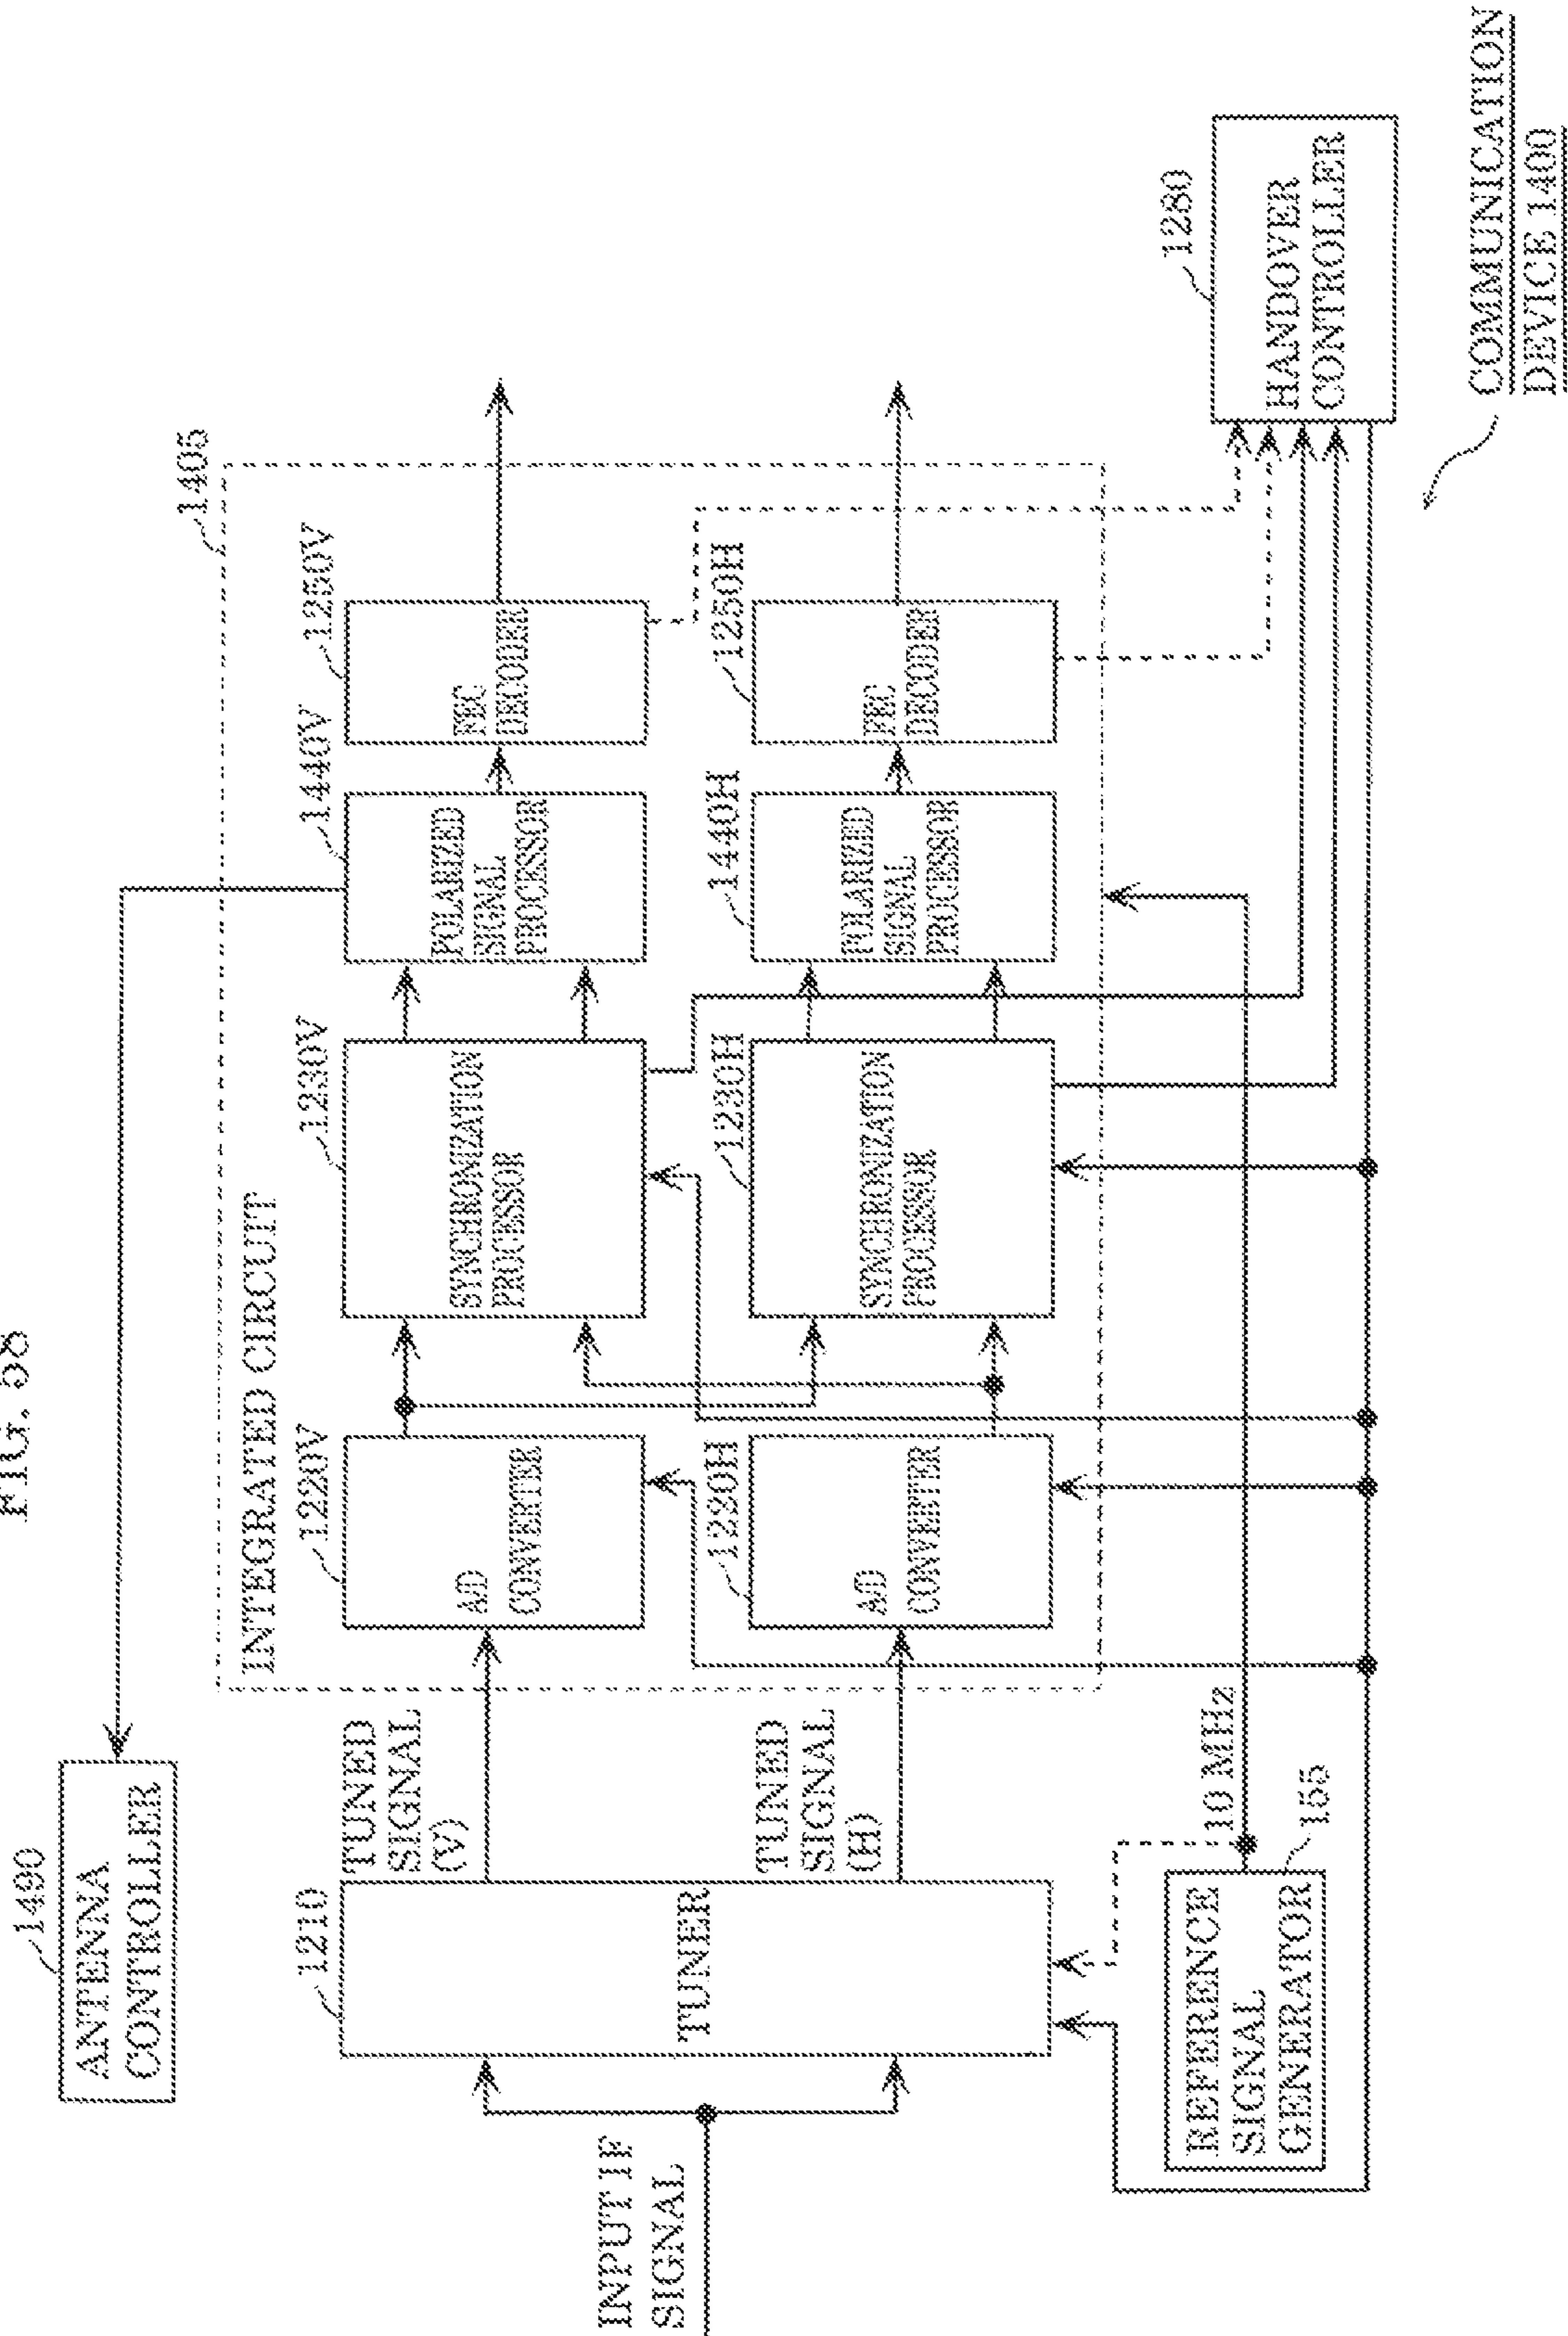 FIG. 58
1490
ANTENNA
CONTROLLER
1405
INTEGRATED CIRCUIT
INPUT IF
SIGNAL
1210
TUNER
TUNED
SIGNAL
(V)
TUNED
SIGNAL
(H)
1220V
A/D
CONVERTER
1220H
A/D
CONVERTER
1230V
SYNCHRONIZATION
PROCESSOR
1230H
SYNCHRONIZATION
PROCESSOR
1440V
POLARIZED
SIGNAL
PROCESSOR
1440H
POLARIZED
SIGNAL
PROCESSOR
1250V
FEC
DECODER
1250H
FEC
DECODER
10 MHz
155
REFERENCE
SIGNAL
GENERATOR
1280
HANDOVER
CONTROLLER
COMMUNICATION
DEVICE 1400